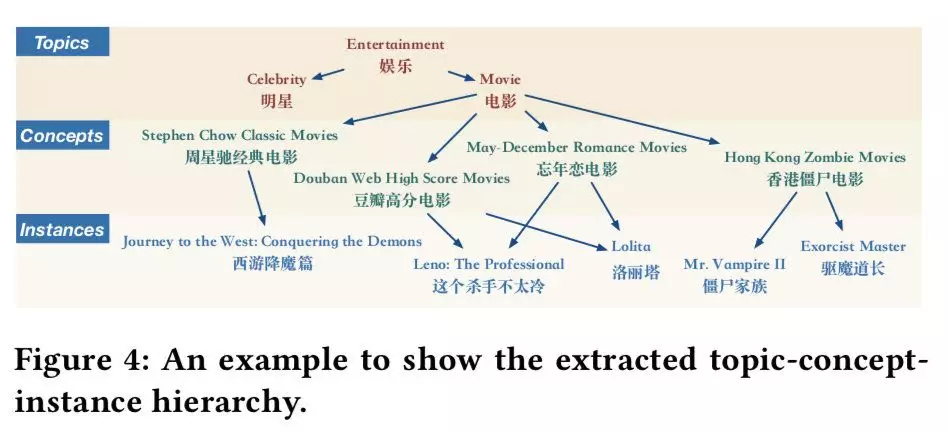 Topics
Entertainment
娱乐
Celebrity
明星
Movie
电影
Concepts
Stephen Chow Classic Movies
周星驰经典电影
Douban Web High Score Movies
豆瓣高分电影
May-December Romance Movies
忘年恋电影
Hong Kong Zombie Movies
香港僵尸电影
Instances
Journey to the West: Conquering the Demons
西游降魔篇
Leno: The Professional
这个杀手不太冷
Lolita
洛丽塔
Mr. Vampire II
僵尸家族
Exorcist Master
驱魔道长
Figure 4: An example to show the extracted topic-concept-
instance hierarchy.